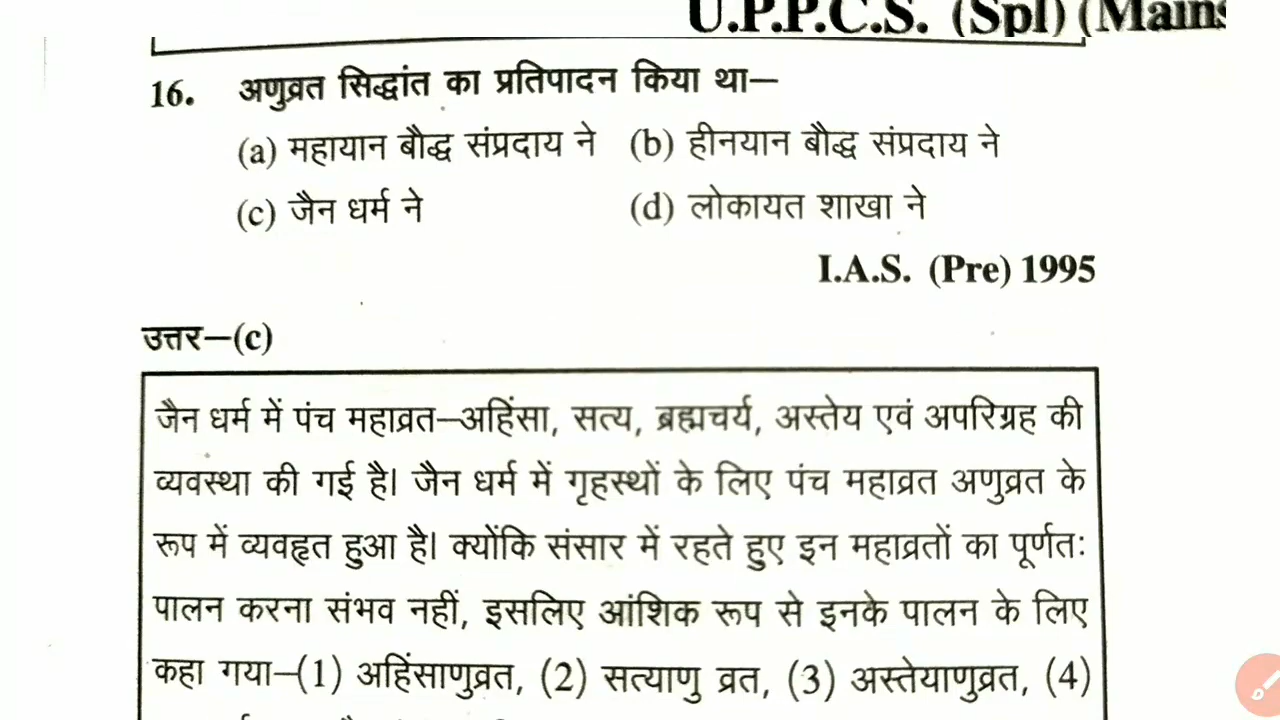 U.P.P.C.S. (Spl) (Mains
16. अणुव्रत सिद्धांत का प्रतिपादन किया था—
(a) महायान बौद्ध संप्रदाय ने (b) हीनयान बौद्ध संप्रदाय ने
(c) जैन धर्म ने (d) लोकायत शाखा ने
I.A.S. (Pre) 1995
उत्तर—(c)
जैन धर्म में पंच महाव्रत—अहिंसा, सत्य, ब्रह्मचर्य, अस्तेय एवं अपरिग्रह की
व्यवस्था की गई है। जैन धर्म में गृहस्थों के लिए पंच महाव्रत अणुव्रत के
रूप में व्यवहृत हुआ है। क्योंकि संसार में रहते हुए इन महाव्रतों का पूर्णतः
पालन करना संभव नहीं, इसलिए आंशिक रूप से इनके पालन के लिए
कहा गया—(1) अहिंसाणुव्रत, (2) सत्याणु व्रत, (3) अस्तेयाणुव्रत, (4)